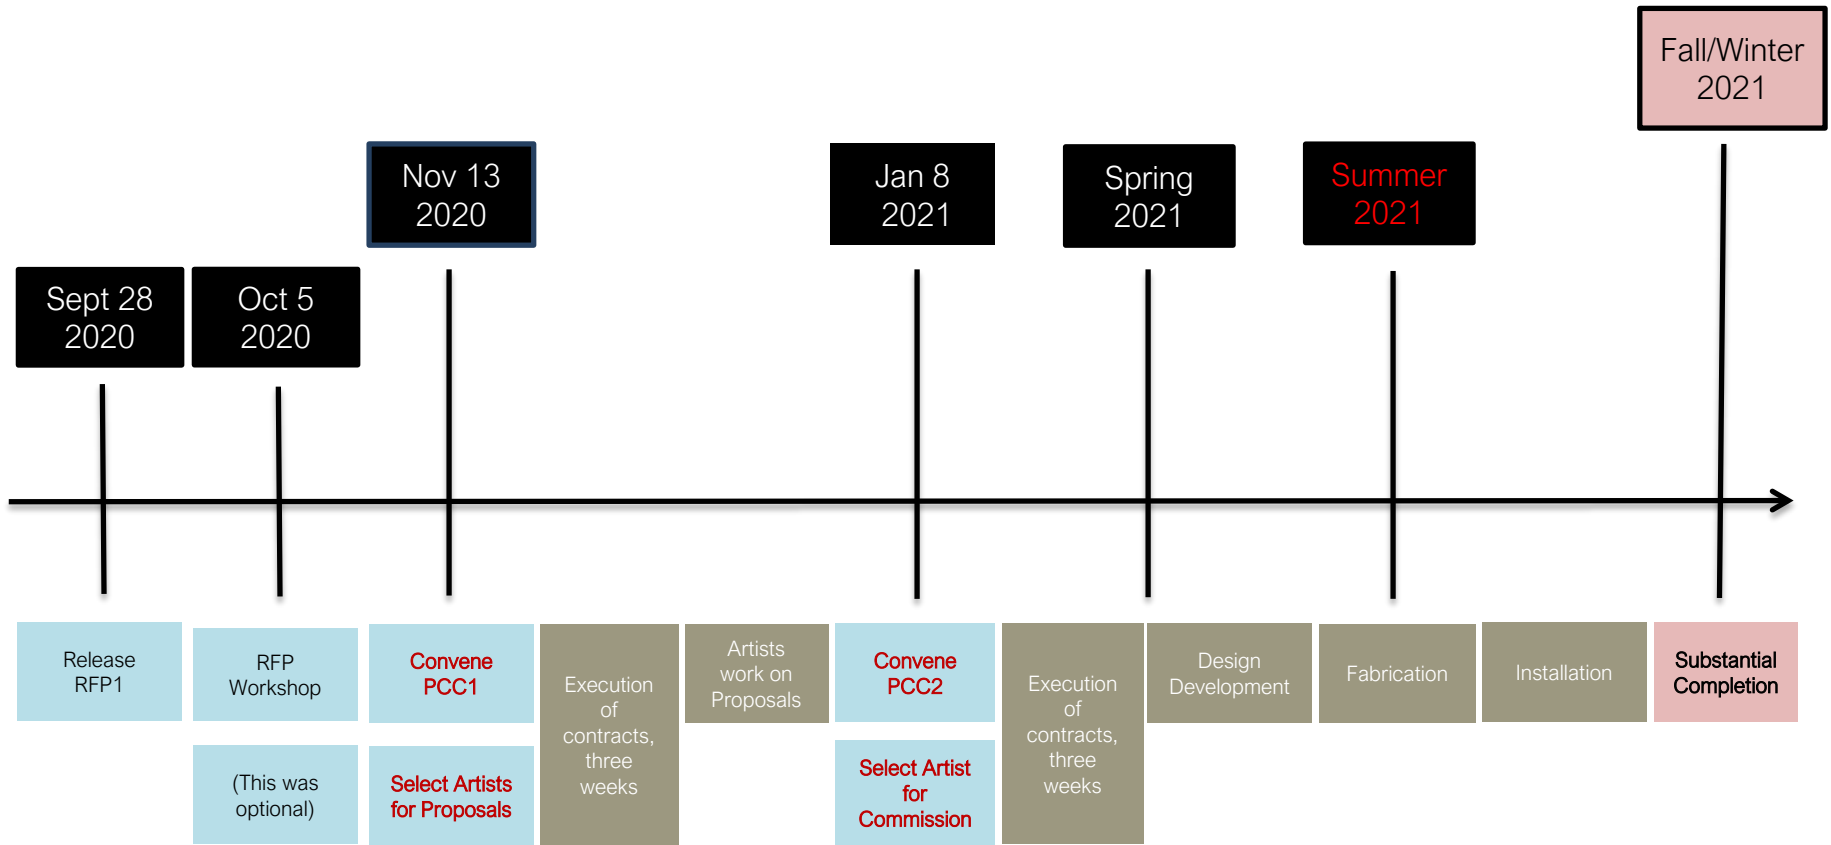 Fall/Winter
2021
Nov 13
2020
Jan 8
2021
Spring
2021
Summer
2021
Sept 28
2020
Oct 5
2020
Release
RFP1
RFP
Workshop
(This was
optional)
Convene
PCC1
Select Artists
for Proposals
Execution
of
contracts,
three
weeks
Artists
work on
Proposals
Convene
PCC2
Select Artist
for
Commission
Execution
of
contracts,
three
weeks
Design
Development
Fabrication
Installation
Substantial
Completion